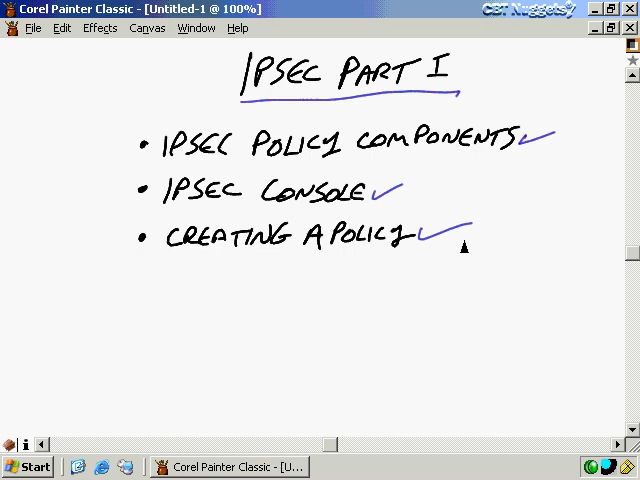 Corel Painter Classic - [Untitled-1 @ 100%]
CBT Nuggets
File Edit Effects Canvas Window Help
IPSEC PART I
• IPSEC POLICY COMPONENTS
• IPSEC CONSOLE
• CREATING A POLICY
Start
Corel Painter Classic - [U...